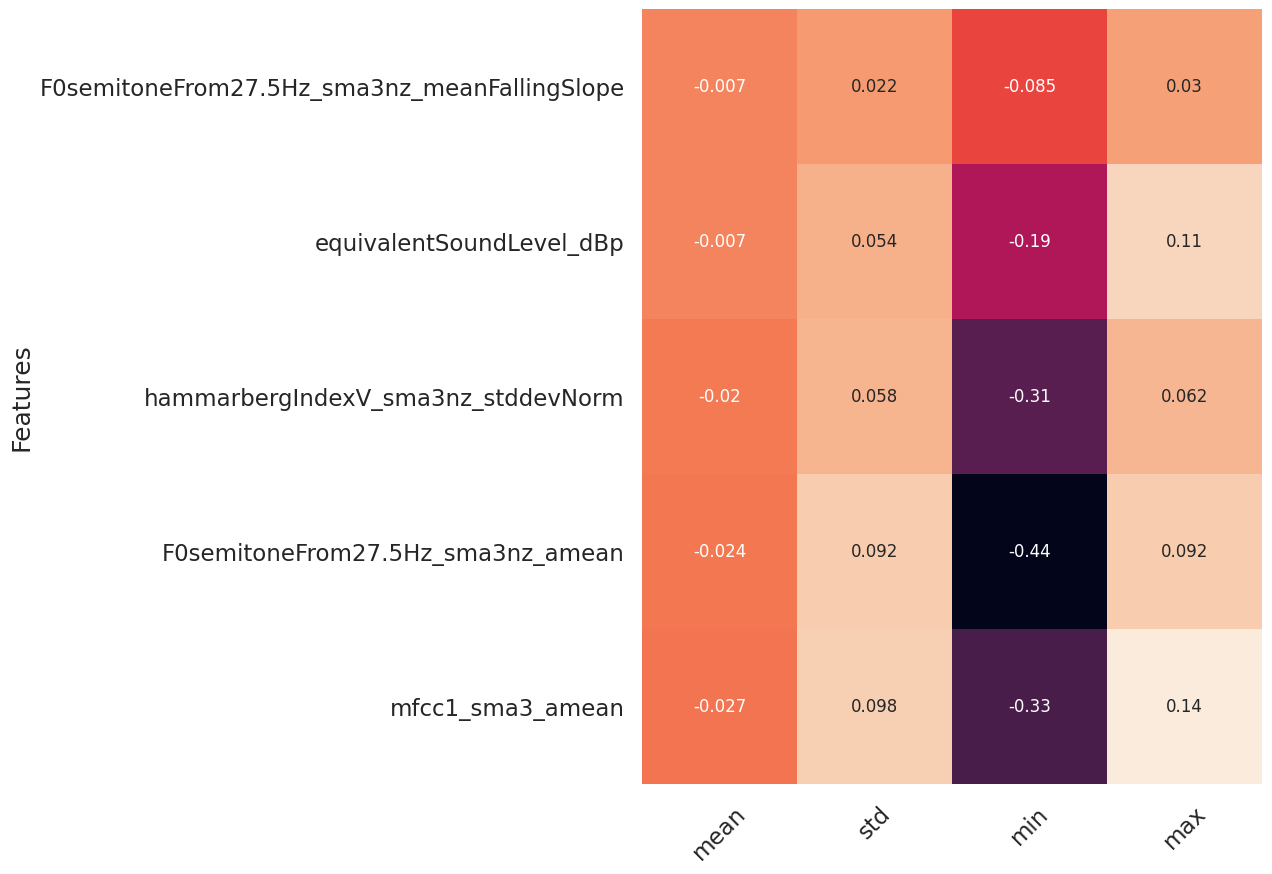 Features
F0semitoneFrom27.5Hz_sma3nz_meanFallingSlope -0.007 0.022 -0.085 0.03
equivalentSoundLevel_dBp -0.007 0.054 -0.19 0.11
hammarbergIndexV_sma3nz_stddevNorm -0.02 0.058 -0.31 0.062
F0semitoneFrom27.5Hz_sma3nz_amean -0.024 0.092 -0.44 0.092
mfcc1_sma3_amean -0.027 0.098 -0.33 0.14
mean std min max